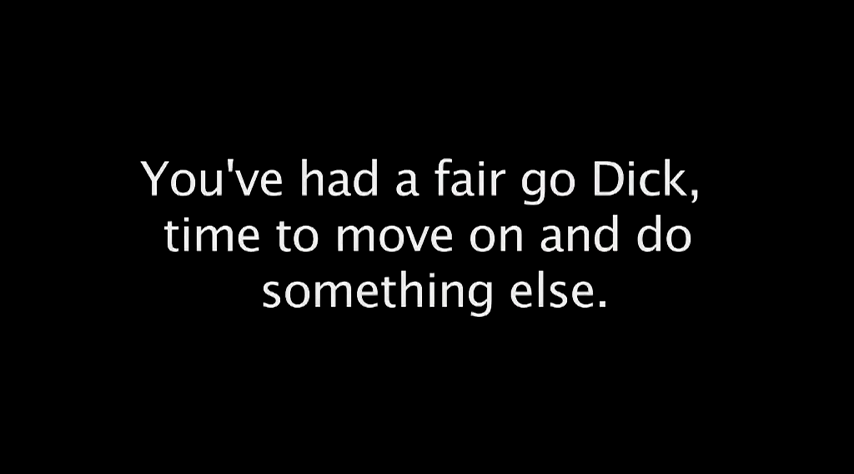 You've had a fair go Dick,
time to move on and do
something else.